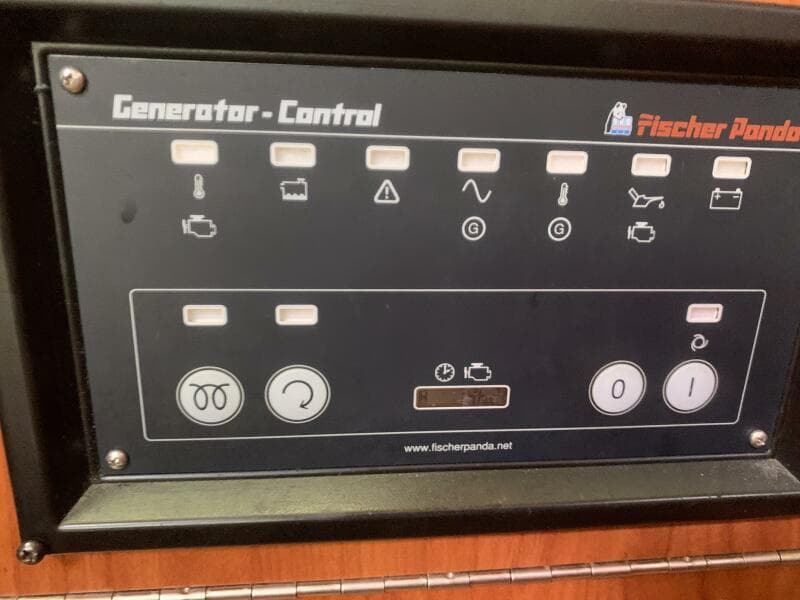 Generator - Control
Fischer Panda
G G
+ -
0 I
www.fischerpanda.net